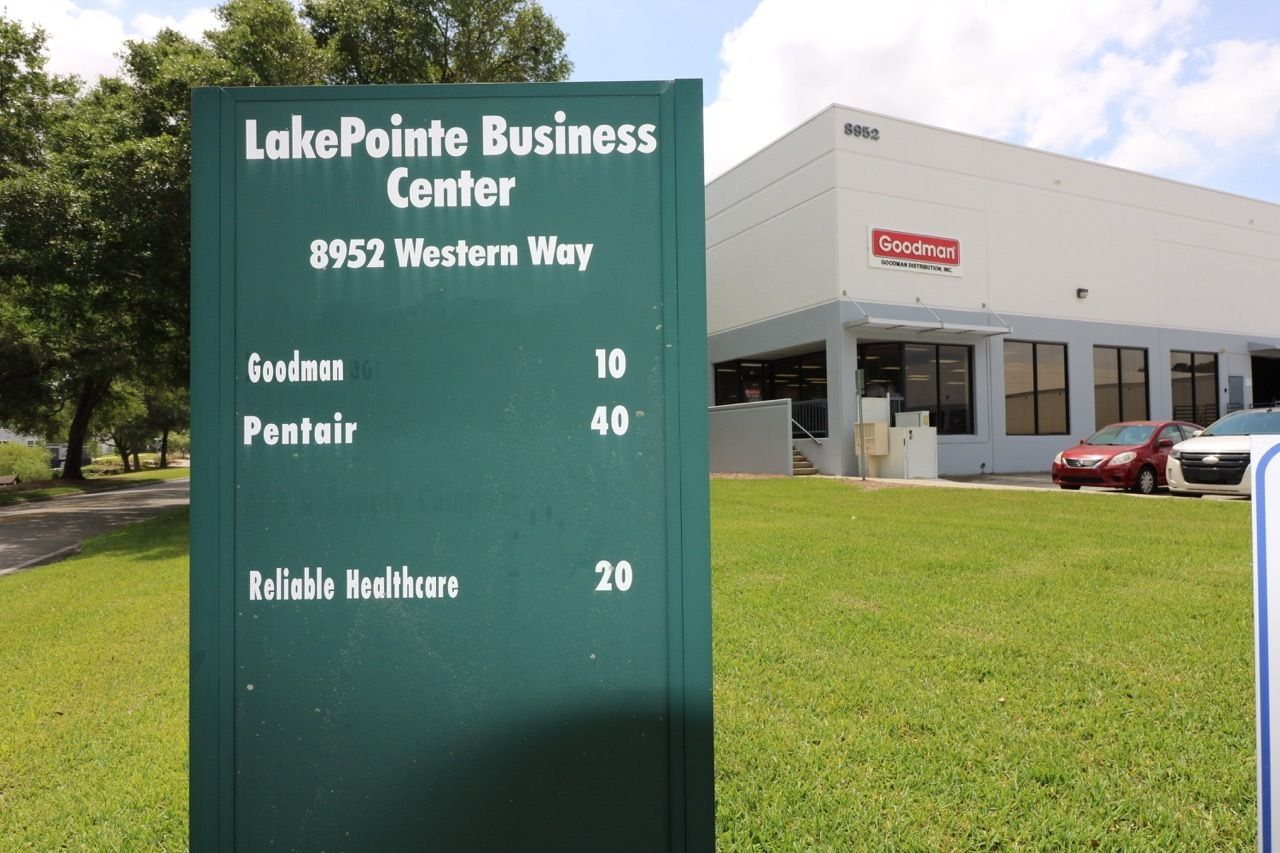 LakePointe Business
Center
8952 Western Way
Goodman 10
Pentair 40
Reliable Healthcare 20
8952
Goodman
GOODMAN DISTRIBUTION, INC.